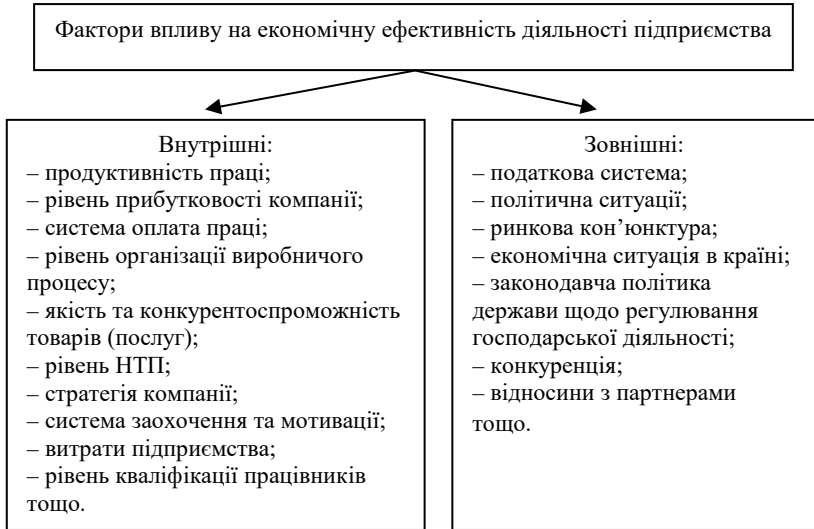 Фактори впливу на економічну ефективність діяльності підприємства
Внутрішні:
– продуктивність праці;
– рівень прибутковості компанії;
– система оплата праці;
– рівень організації виробничого
процесу;
– якість та конкурентоспроможність
товарів (послуг);
– рівень НТП;
– стратегія компанії;
– система заохочення та мотивації;
– витрати підприємства;
– рівень кваліфікації працівників
тощо.
Зовнішні:
– податкова система;
– політична ситуації;
– ринкова кон’юнктура;
– економічна ситуація в країні;
– законодавча політика
держави щодо регулювання
господарської діяльності;
– конкуренція;
– відносини з партнерами
тощо.